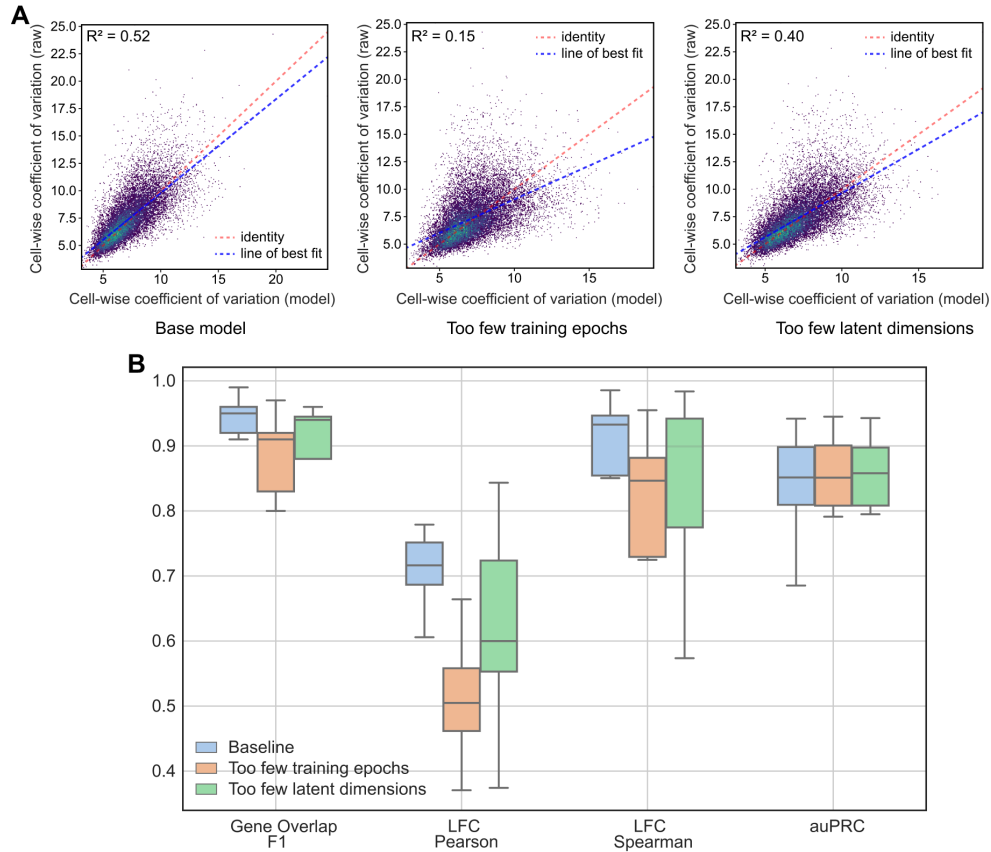 A
Cell-wise coefficient of variation (raw)
25.0
22.5
20.0
17.5
15.0
12.5
10.0
7.5
5.0
R² = 0.52
identity
line of best fit
5
10
15
20
Cell-wise coefficient of variation (model)
Base model
Cell-wise coefficient of variation (raw)
25.0
22.5
20.0
17.5
15.0
12.5
10.0
7.5
5.0
R² = 0.15
identity
line of best fit
5
10
15
Cell-wise coefficient of variation (model)
Too few training epochs
Cell-wise coefficient of variation (raw)
25.0
22.5
20.0
17.5
15.0
12.5
10.0
7.5
5.0
R² = 0.40
identity
line of best fit
5
10
15
Cell-wise coefficient of variation (model)
Too few latent dimensions
B
1.0
0.9
0.8
0.7
0.6
0.5
0.4
Baseline
Too few training epochs
Too few latent dimensions
Gene Overlap
F1
LFC
Pearson
LFC
Spearman
auPRC